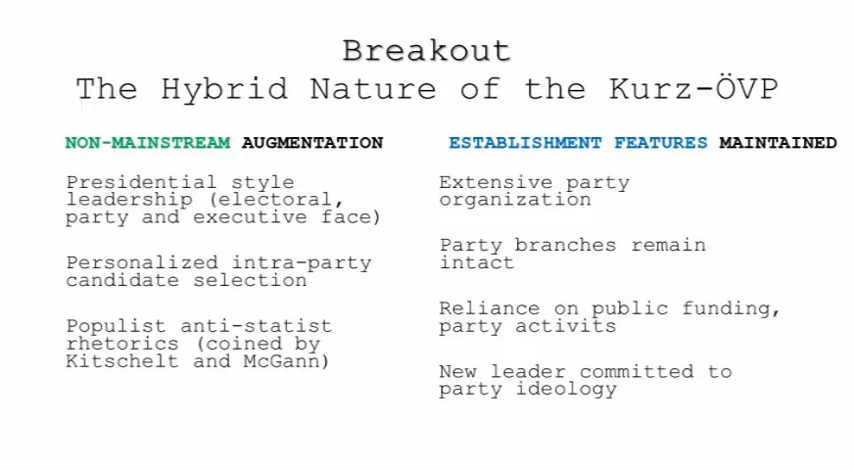 Breakout
The Hybrid Nature of the Kurz-ÖVP
NON-MAINSTREAM AUGMENTATION
Presidential style
leadership (electoral,
party and executive face)
Personalized intra-party
candidate selection
Populist anti-statist
rhetorics (coined by
Kitschelt and McGann)
ESTABLISHMENT FEATURES MAINTAINED
Extensive party
organization
Party branches remain
intact
Reliance on public funding,
party activits
New leader committed to
party ideology